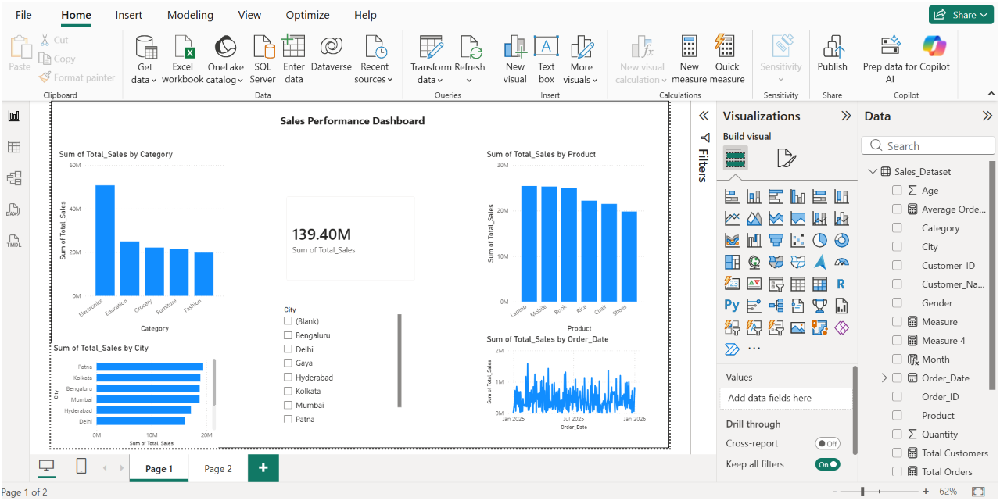 File Home Insert Modeling View Optimize Help Share
Paste Cut Copy Format painter
Get data Excel workbook OneLake catalog SQL Server Enter data Dataverse Recent sources
Transform data Refresh
New visual Text box More visuals
New visual calculation New measure Quick measure
Sensitivity Publish Prep data for AI Copilot
Clipboard Data Queries Insert Calculations Sensitivity Share Copilot
Sales Performance Dashboard
Sum of Total_Sales by Category
Sum of Total_Sales
60M
40M
20M
0M
Electronics Education Grocery Furniture Fashion
Category
139.40M
Sum of Total_Sales
Sum of Total_Sales by Product
Sum of Total_Sales
30M
20M
10M
0M
Laptop Mobile Book Rice Chair Shoes
Product
Sum of Total_Sales by City
City
Patna
Kolkata
Bengaluru
Mumbai
Hyderabad
Delhi
0M 10M 20M
Sum of Total_Sales
City
(Blank)
Bengaluru
Delhi
Gaya
Hyderabad
Kolkata
Mumbai
Patna
Sum of Total_Sales by Order_Date
Sum of Total_Sales
2M
1M
0M
Jan 2025 Jul 2025 Jan 2026
Order_Date
Filters
Visualizations
Build visual
123
R
Py
Values
Add data fields here
Drill through
Cross-report Off
Keep all filters On
Data
Search
Sales_Dataset
Age
Average Orde...
Category
City
Customer_ID
Customer_Na...
Gender
Measure
Measure 4
Month
Order_Date
Order_ID
Product
Quantity
Total Customers
Total Orders
DAX
TMDL
Page 1 Page 2
Page 1 of 2
62%